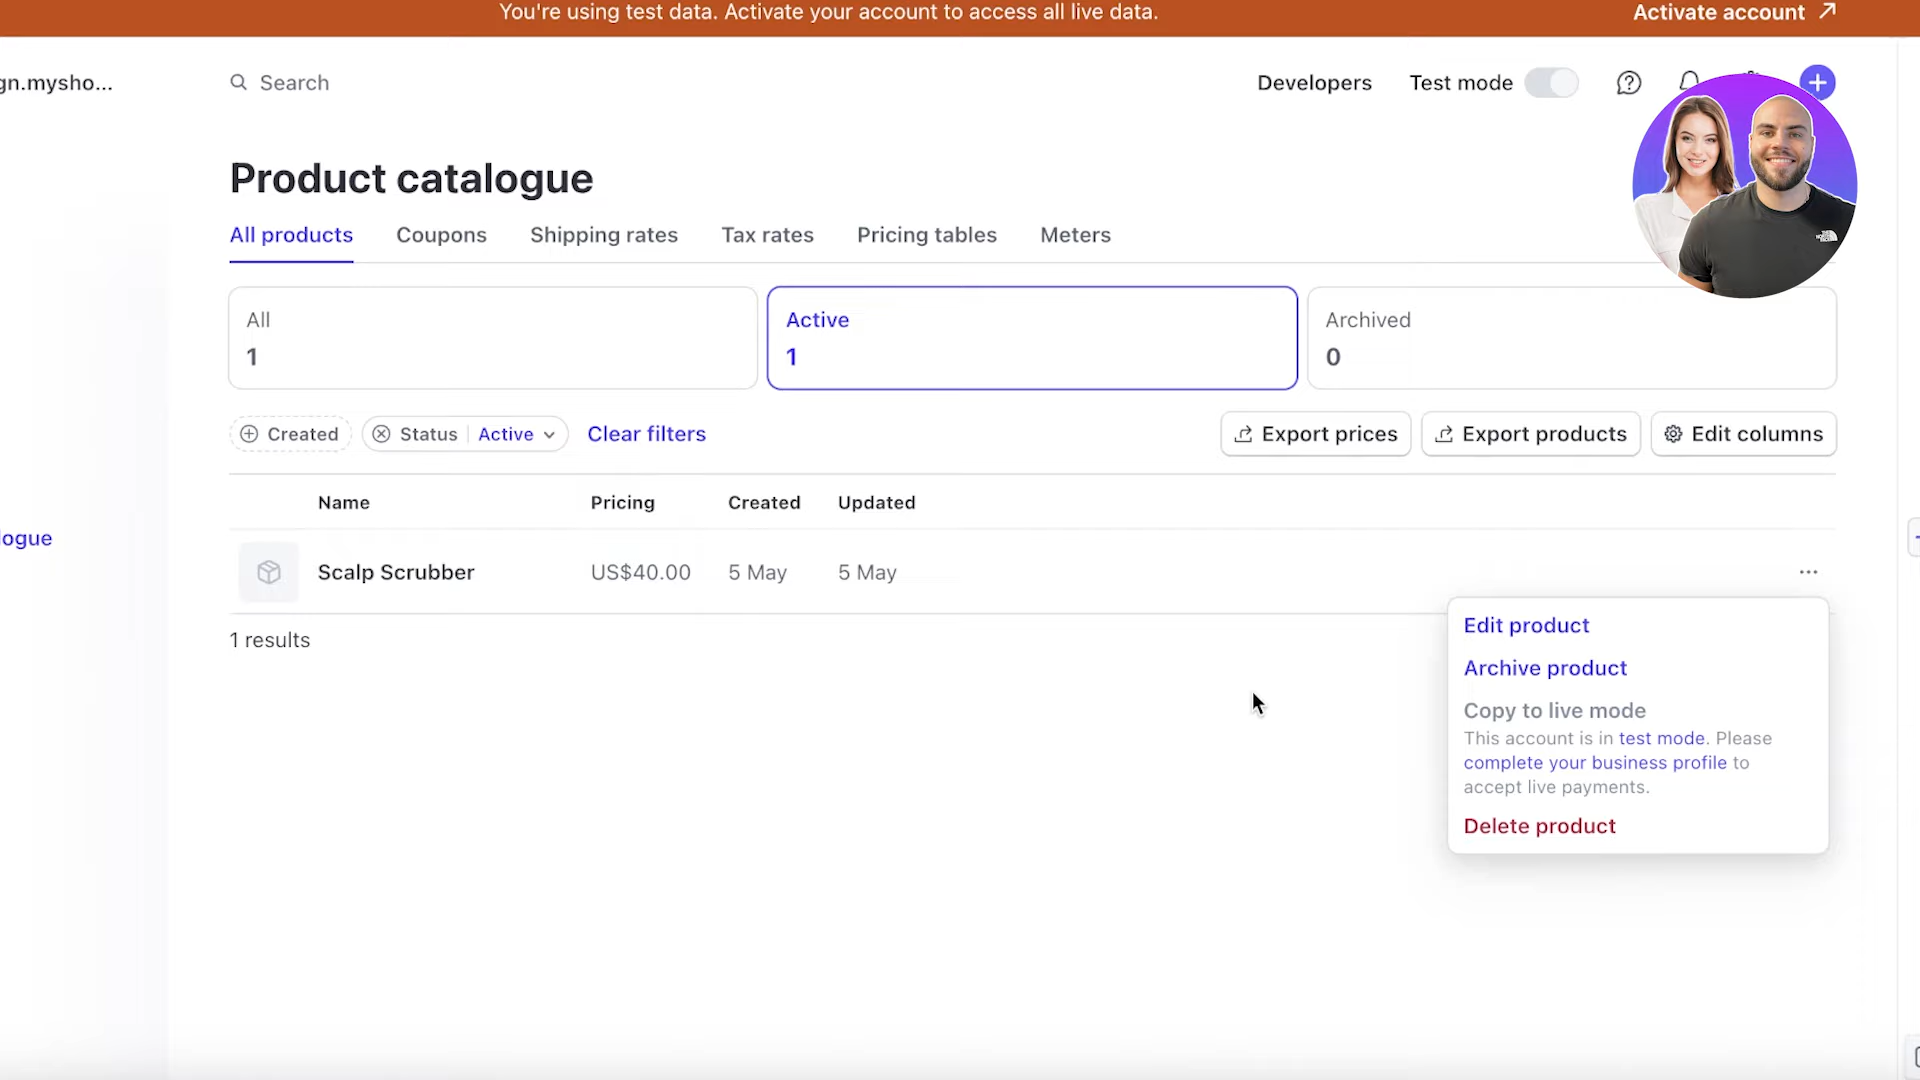 You're using test data. Activate your account to access all live data.
Activate account
gn.mysho...
Search
Developers
Test mode
Product catalogue
All products
Coupons
Shipping rates
Tax rates
Pricing tables
Meters
All
1
Active
1
Archived
0
Created
Status
Active
Clear filters
Export prices
Export products
Edit columns
Name
Pricing
Created
Updated
logue
Scalp Scrubber
US$40.00
5 May
5 May
1 results
Edit product
Archive product
Copy to live mode
This account is in test mode. Please
complete your business profile to
accept live payments.
Delete product